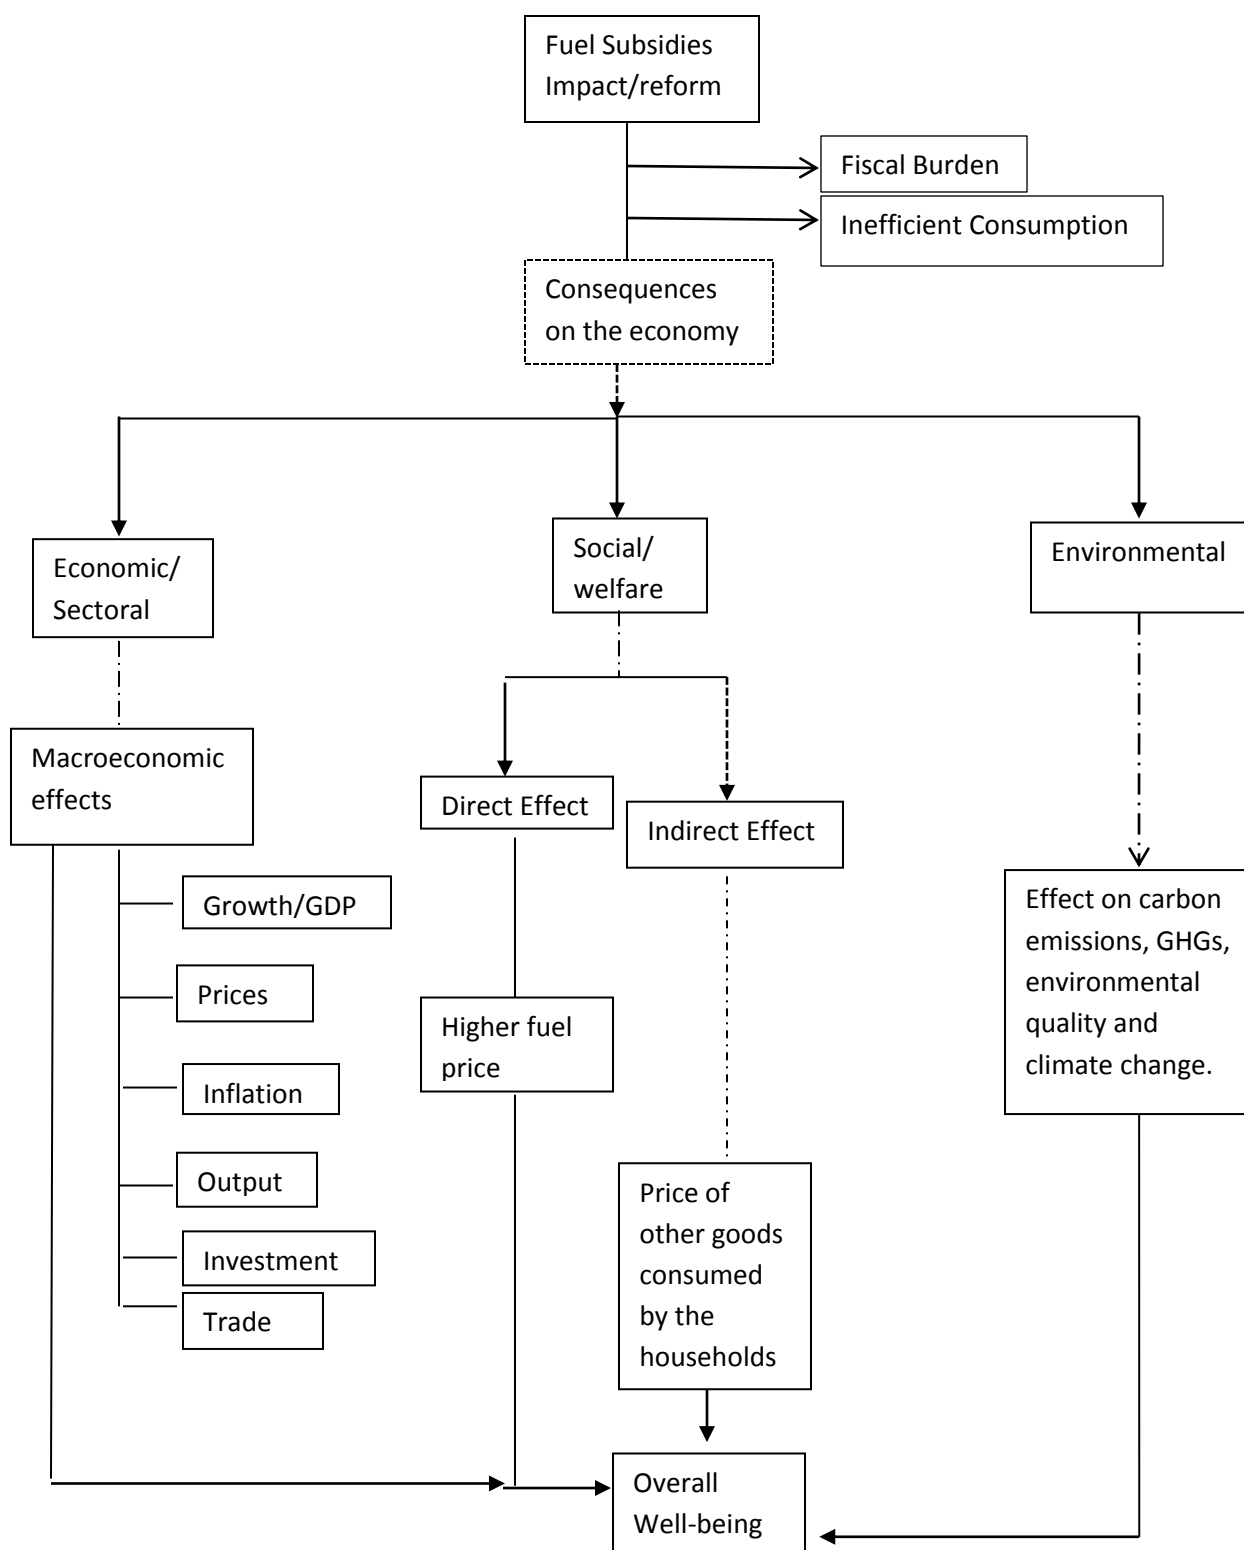 Fuel Subsidies
Impact/reform
Fiscal Burden
Inefficient Consumption
Consequences
on the economy
Economic/
Sectoral
Social/
welfare
Environmental
Macroeconomic
effects
Direct Effect
Indirect Effect
Growth/GDP
Prices
Inflation
Output
Investment
Trade
Higher fuel
price
Price of
other goods
consumed
by the
households
Effect on carbon
emissions, GHGs,
environmental
quality and
climate change.
Overall
Well-being